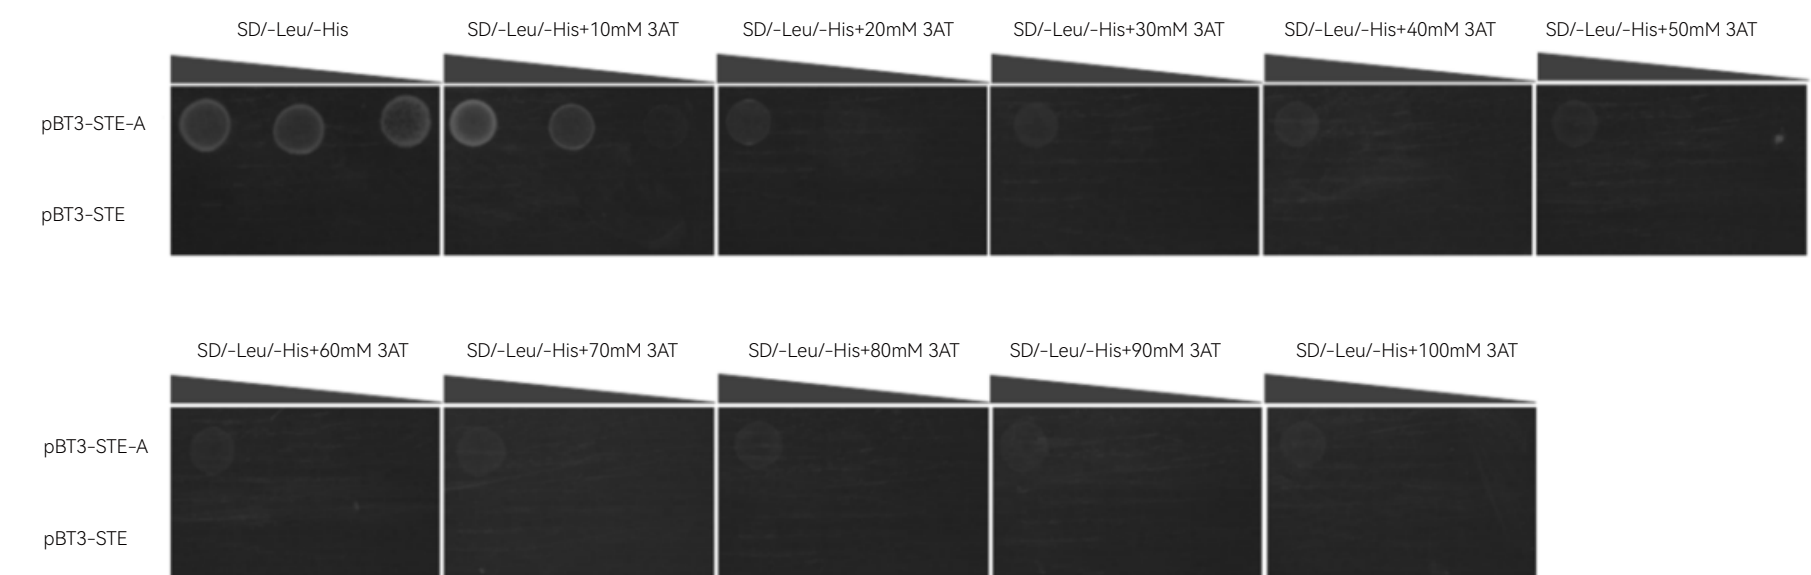 SD/-Leu/-His SD/-Leu/-His+10mM 3AT SD/-Leu/-His+20mM 3AT SD/-Leu/-His+30mM 3AT SD/-Leu/-His+40mM 3AT SD/-Leu/-His+50mM 3AT
pBT3-STE-A
pBT3-STE
SD/-Leu/-His+60mM 3AT SD/-Leu/-His+70mM 3AT SD/-Leu/-His+80mM 3AT SD/-Leu/-His+90mM 3AT SD/-Leu/-His+100mM 3AT
pBT3-STE-A
pBT3-STE